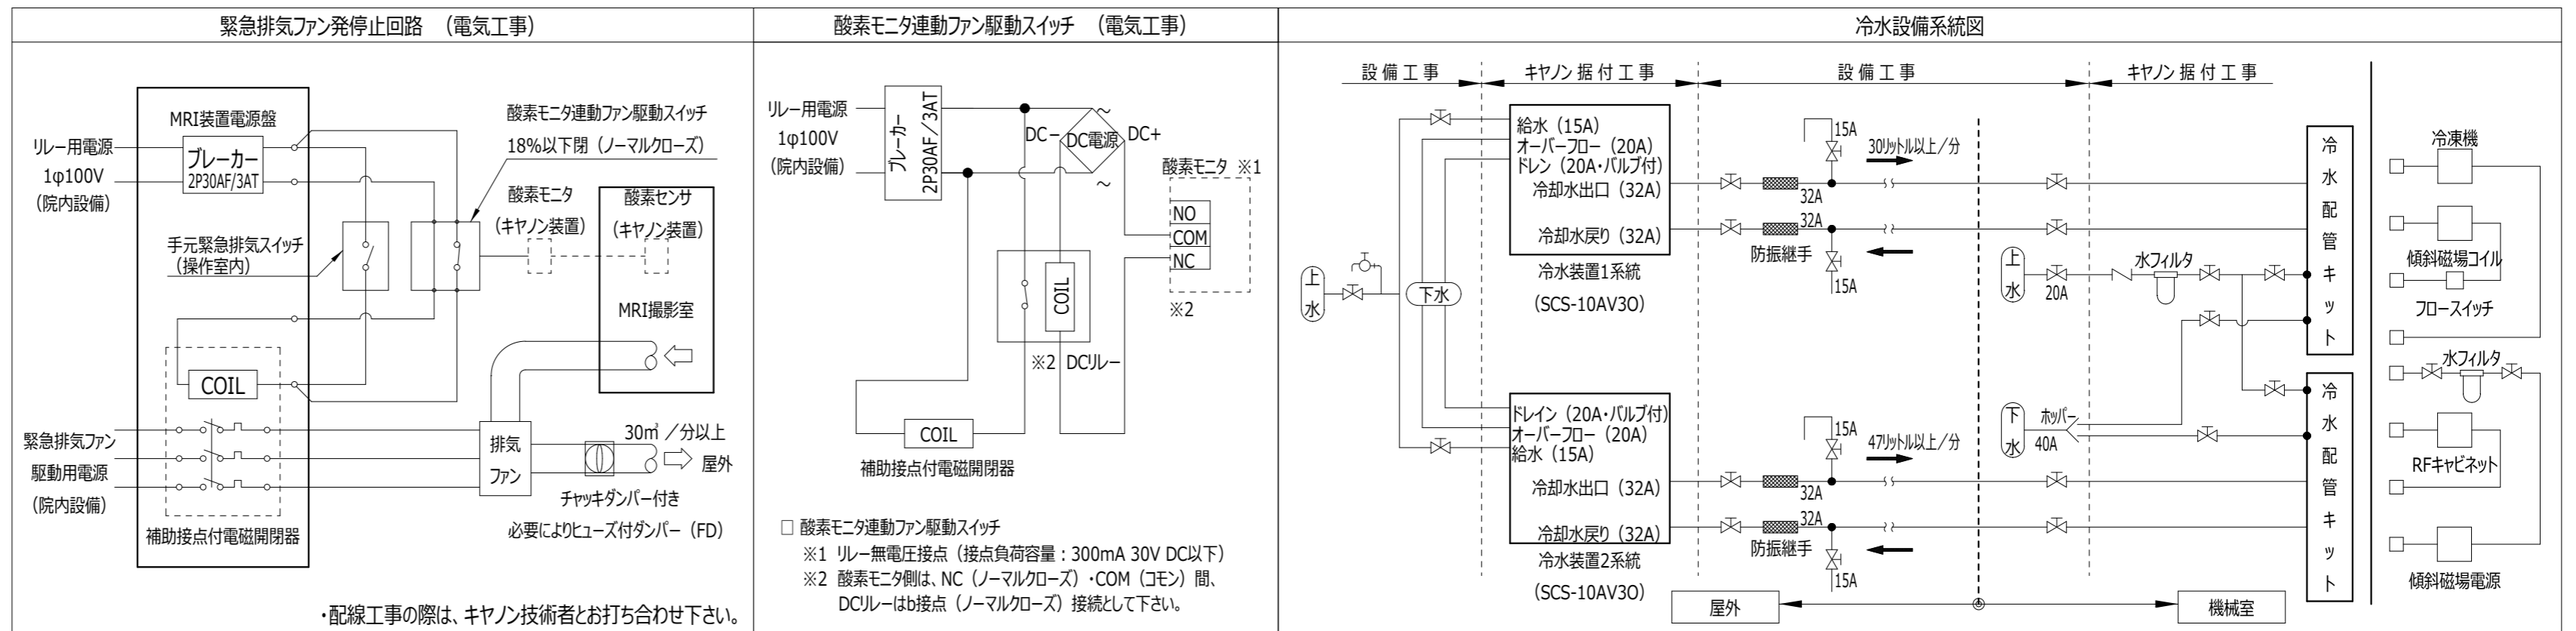 緊急排気ファン発停止回路 (電気工事)
MRI装置電源盤
リレー用電源
1φ100V
(院内設備)
ブレーカー
2P30AF/3AT
酸素モニタ連動ファン駆動スイッチ
18%以下閉(ノーマルクローズ)
酸素モニタ
(キヤノン装置)
酸素センサ
(キヤノン装置)
手元緊急排気スイッチ
(操作室内)
MRI撮影室
COIL
緊急排気ファン
駆動用電源
(院内設備)
排気
ファン
30㎥/分以上
屋外
チャッキダンパー付き
必要によりヒューズ付ダンパー(FD)
補助接点付電磁開閉器
・配線工事の際は、キヤノン技術者とお打ち合わせ下さい。
酸素モニタ連動ファン駆動スイッチ (電気工事)
リレー用電源
1φ100V
(院内設備)
ブレーカー
2P30AF/3AT
~
DC-
DC電源
DC+
~
酸素モニタ ※1
NO
COM
NC
※2
COIL
※2 DCリレー
COIL
補助接点付電磁開閉器
□ 酸素モニタ連動ファン駆動スイッチ
※1 リレー無電圧接点(接点負荷容量:300mA 30V DC以下)
※2 酸素モニタ側は、NC(ノーマルクローズ)・COM(コモン)間、
DCリレーはb接点(ノーマルクローズ)接続として下さい。
冷水設備系統図
設備工事
キヤノン据付工事
設備工事
キヤノン据付工事
給水(15A)
オーバーフロー(20A)
ドレン(20A・バルブ付)
冷却水出口(32A)
冷却水戻り(32A)
冷水装置1系統
(SCS-10AV3O)
15A
30リットル以上/分
32A
32A
防振継手
15A
上水
下水
上水
20A
水フィルタ
冷水配管キット
冷凍機
傾斜磁場コイル
フロースイッチ
ドレイン(20A・バルブ付)
オーバーフロー(20A)
給水(15A)
冷却水出口(32A)
冷却水戻り(32A)
冷水装置2系統
(SCS-10AV3O)
15A
47リットル以上/分
32A
32A
防振継手
15A
下水
ホッパー
40A
冷水配管キット
水フィルタ
RFキャビネット
傾斜磁場電源
屋外
機械室